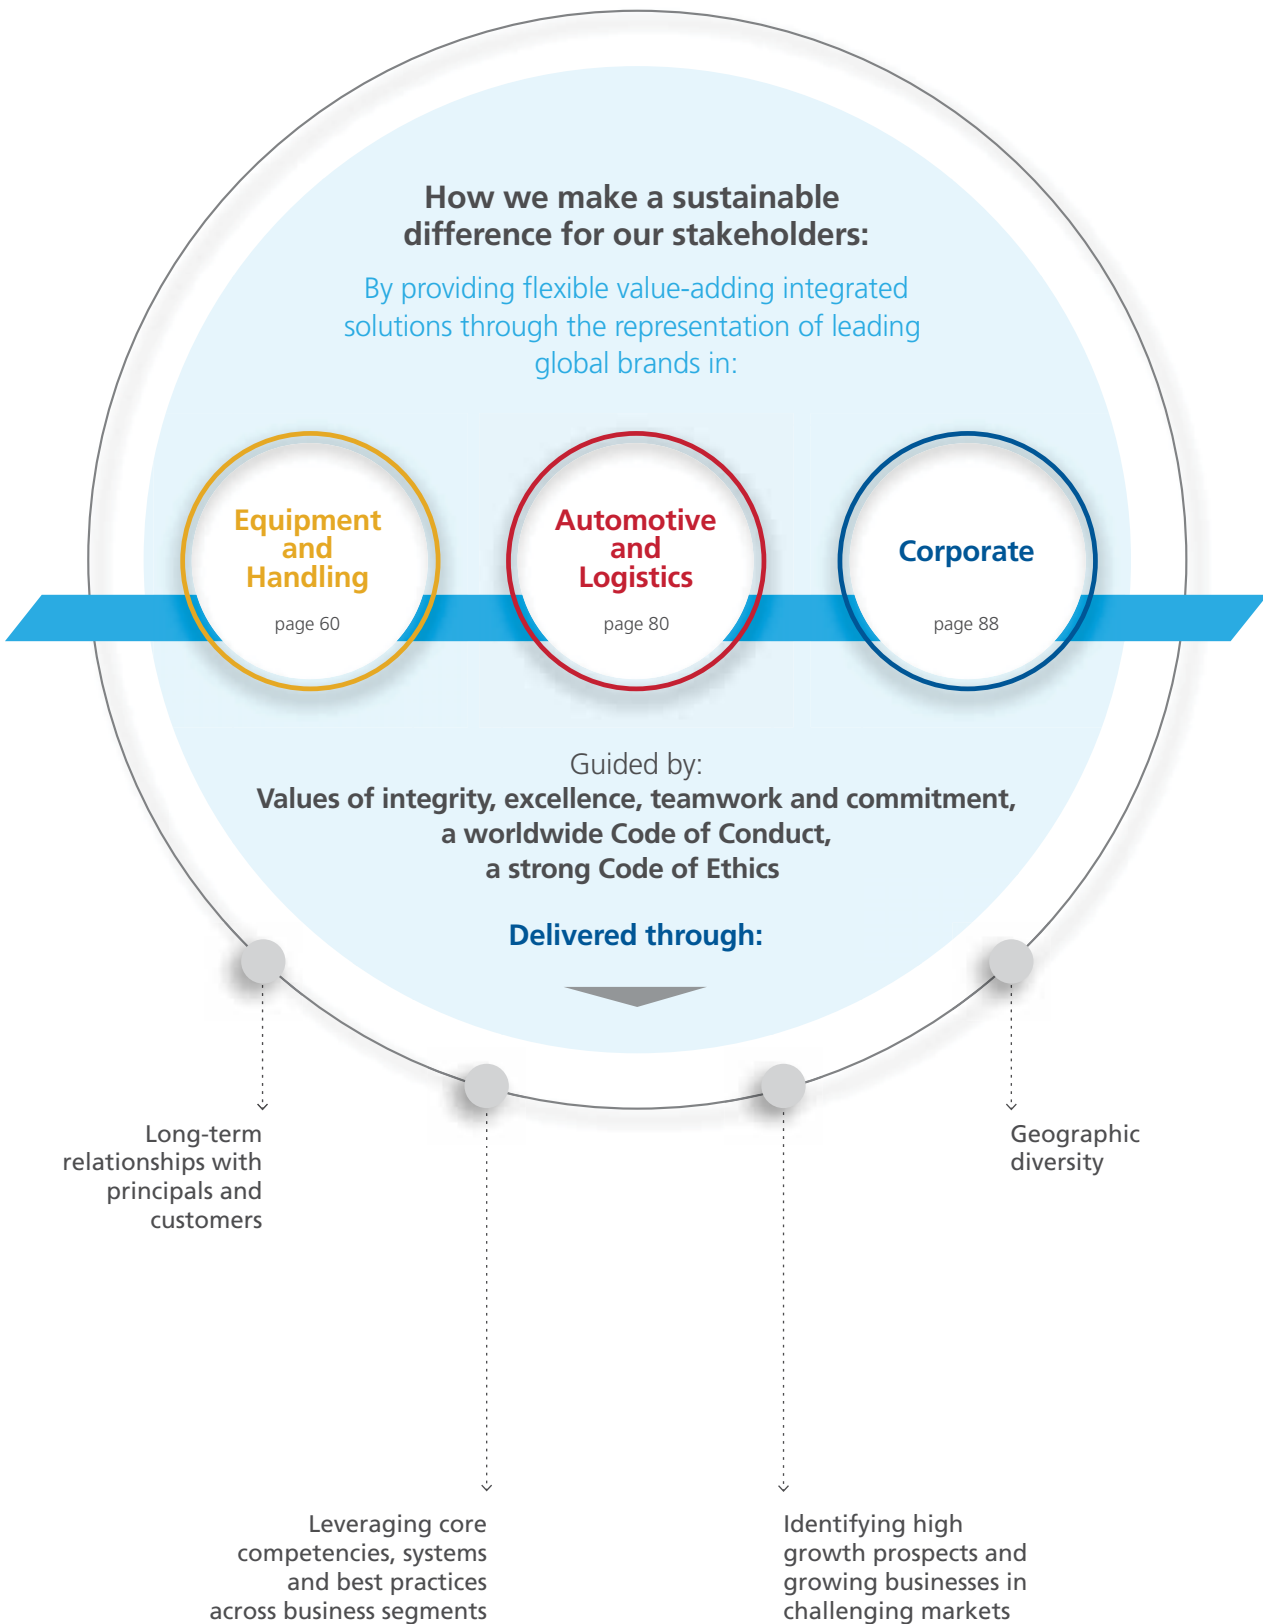 How we make a sustainable
difference for our stakeholders:
By providing flexible value-adding integrated
solutions through the representation of leading
global brands in:
Equipment
and
Handling
page 60
Automotive
and
Logistics
page 80
Corporate
page 88
Guided by:
Values of integrity, excellence, teamwork and commitment,
a worldwide Code of Conduct,
a strong Code of Ethics
Delivered through:
Long-term
relationships with
principals and
customers
Geographic
diversity
Leveraging core
competencies, systems
and best practices
across business segments
Identifying high
growth prospects and
growing businesses in
challenging markets